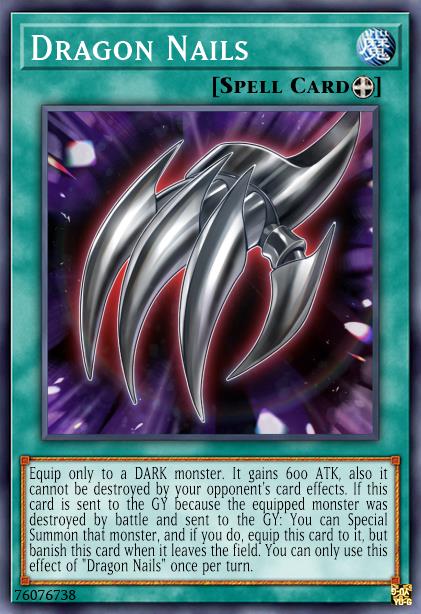 Dragon Nails
[Spell Card]
Equip only to a DARK monster. It gains 600 ATK, also it
cannot be destroyed by your opponent's card effects. If this
card is sent to the GY because the equipped monster was
destroyed by battle and sent to the GY: You can Special
Summon that monster, and if you do, equip this card to it, but
banish this card when it leaves the field. You can only use this
effect of "Dragon Nails" once per turn.
76076738